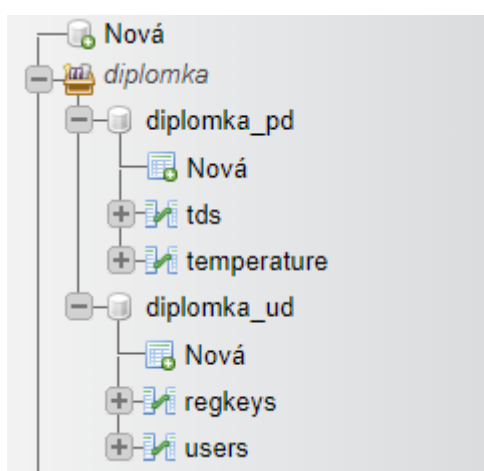 Nová
diplomka
diplomka_pd
Nová
tds
temperature
diplomka_ud
Nová
regkeys
users